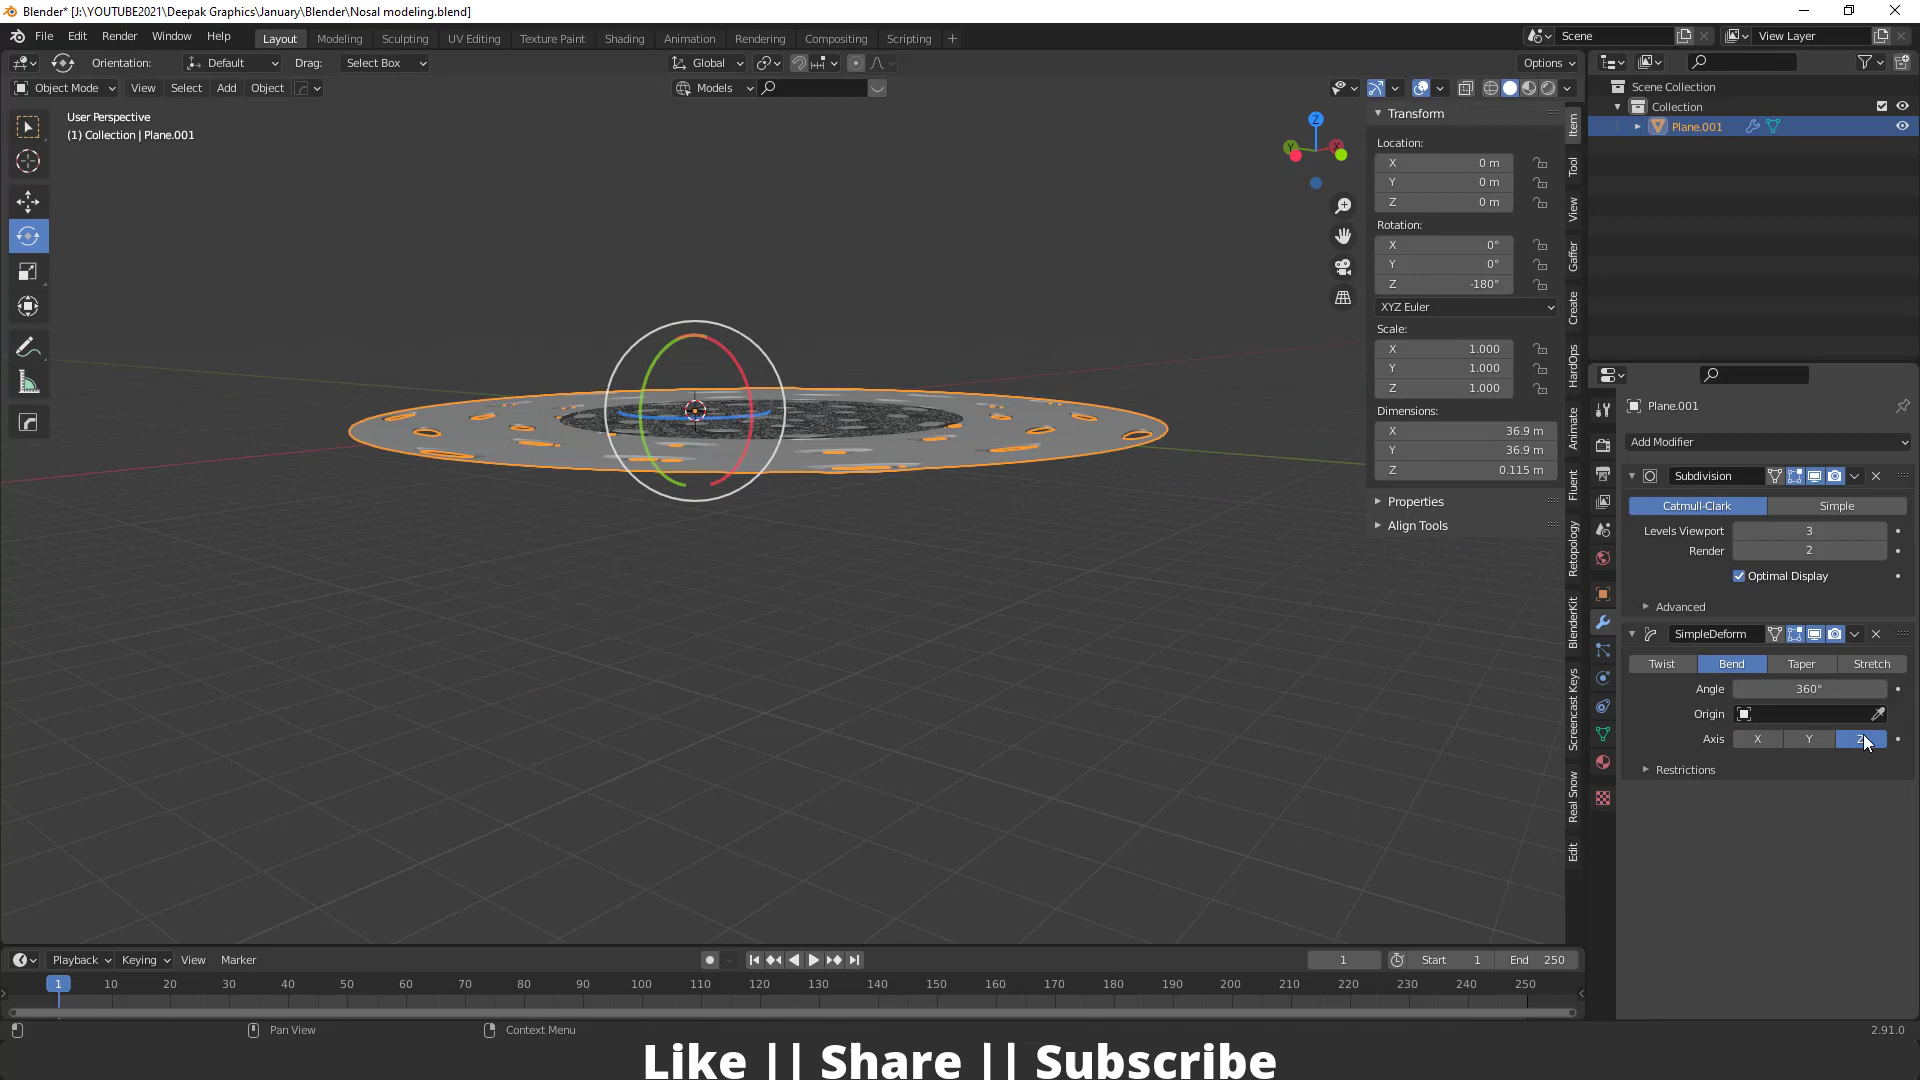 Blender* [J:\YOUTUBE2021\Deepak Graphics\January\Blender\Nosal modeling.blend]
File Edit Render Window Help Layout Modeling Sculpting UV Editing Texture Paint Shading Animation Rendering Compositing Scripting + Scene View Layer
Orientation: Default Drag: Select Box Global Options
Object Mode View Select Add Object Models
User Perspective
(1) Collection | Plane.001
Z
Y X
Transform
Location:
X 0 m
Y 0 m
Z 0 m
Rotation:
X 0°
Y 0°
Z -180°
XYZ Euler
Scale:
X 1.000
Y 1.000
Z 1.000
Dimensions:
X 36.9 m
Y 36.9 m
Z 0.115 m
Properties
Align Tools
Item
Tool
View
Gaffer
Create
HardOps
Animate
Fluent
Retopology
BlenderKit
Screencast Keys
Real Snow
Edit
Scene Collection
Collection
Plane.001
Plane.001
Add Modifier
Subdivision
Catmull-Clark Simple
Levels Viewport 3
Render 2
Optimal Display
Advanced
SimpleDeform
Twist Bend Taper Stretch
Angle 360°
Origin
Axis X Y Z
Restrictions
Playback Keying View Marker 1 Start 1 End 250
1 10 20 30 40 50 60 70 80 90 100 110 120 130 140 150 160 170 180 190 200 210 220 230 240 250
Pan View Context Menu 2.91.0
Like || Share || Subscribe